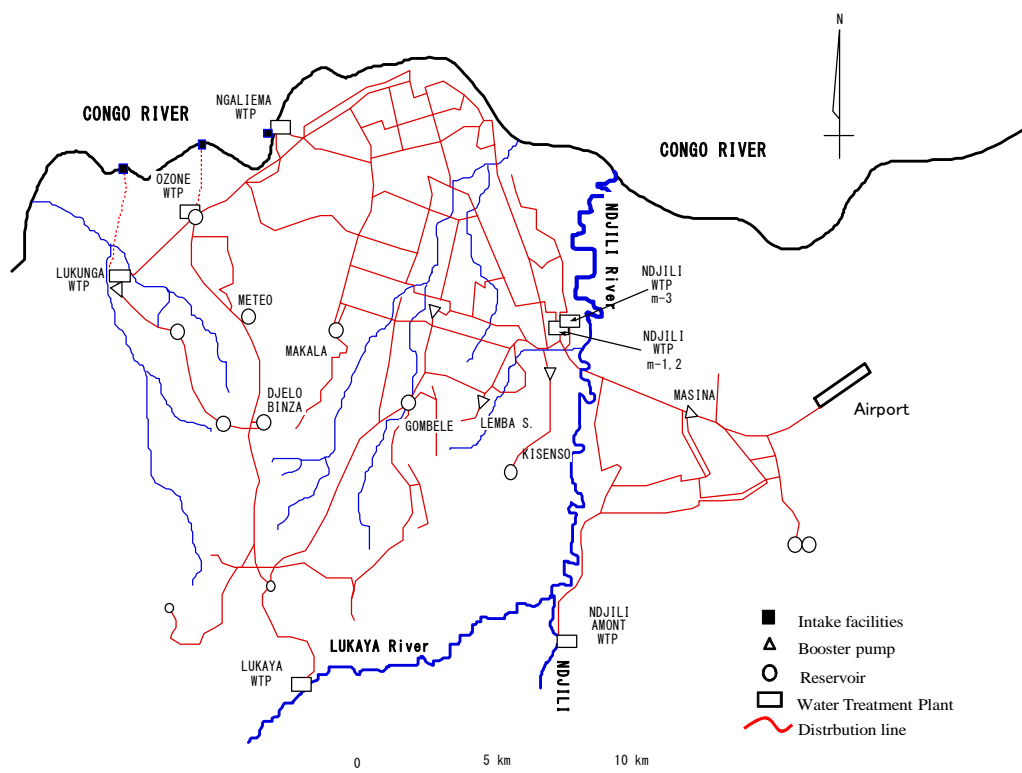 N
NGALIEMA
WTP
CONGO RIVER
CONGO RIVER
OZONE
WTP
NDJILI River
LUKUNGA
WTP
NDJILI
WTP
m-3
METEO
MAKALA
NDJILI
WTP
m-1,2
DJELO
BINZA
GOMBELE
LEMBA S.
MASINA
Airport
KISENSO
NDJILI
AMONT
WTP
LUKAYA River
LUKAYA
WTP
NDJILI
Intake facilities
Booster pump
Reservoir
Water Treatment Plant
Distrbution line
0 5 km 10 km